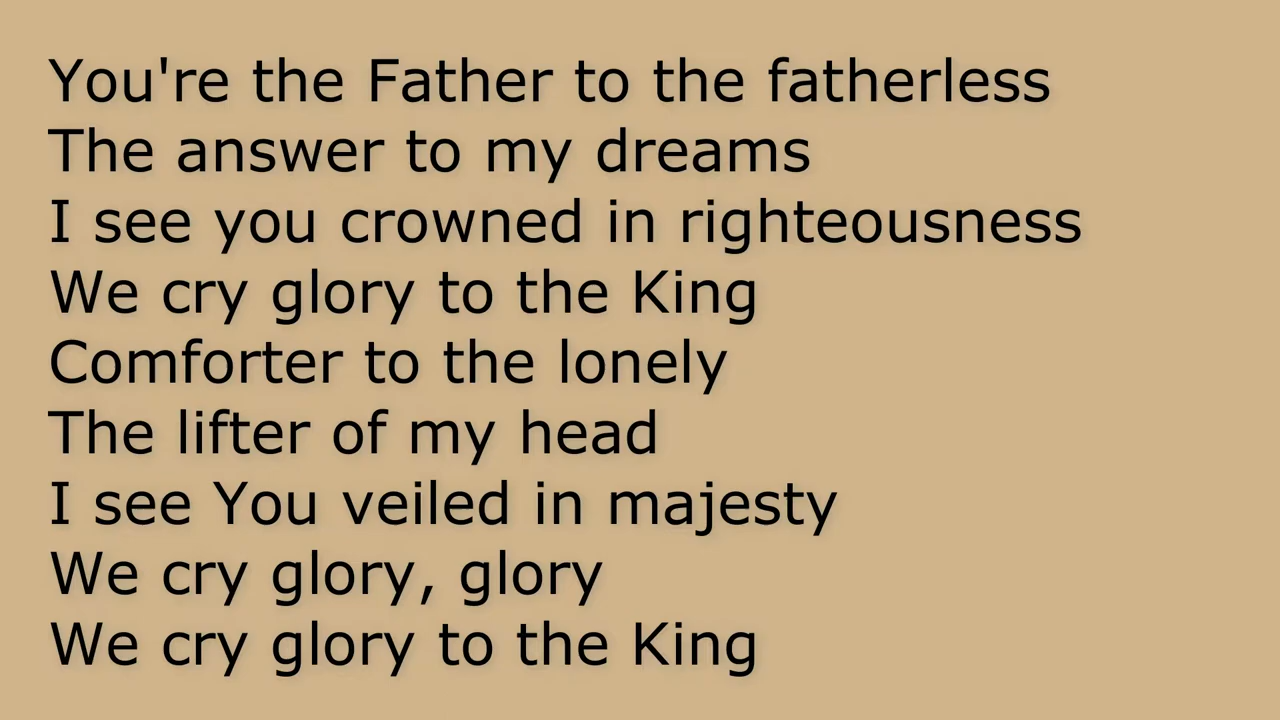 You're the Father to the fatherless
The answer to my dreams
I see you crowned in righteousness
We cry glory to the King
Comforter to the lonely
The lifter of my head
I see You veiled in majesty
We cry glory, glory
We cry glory to the King